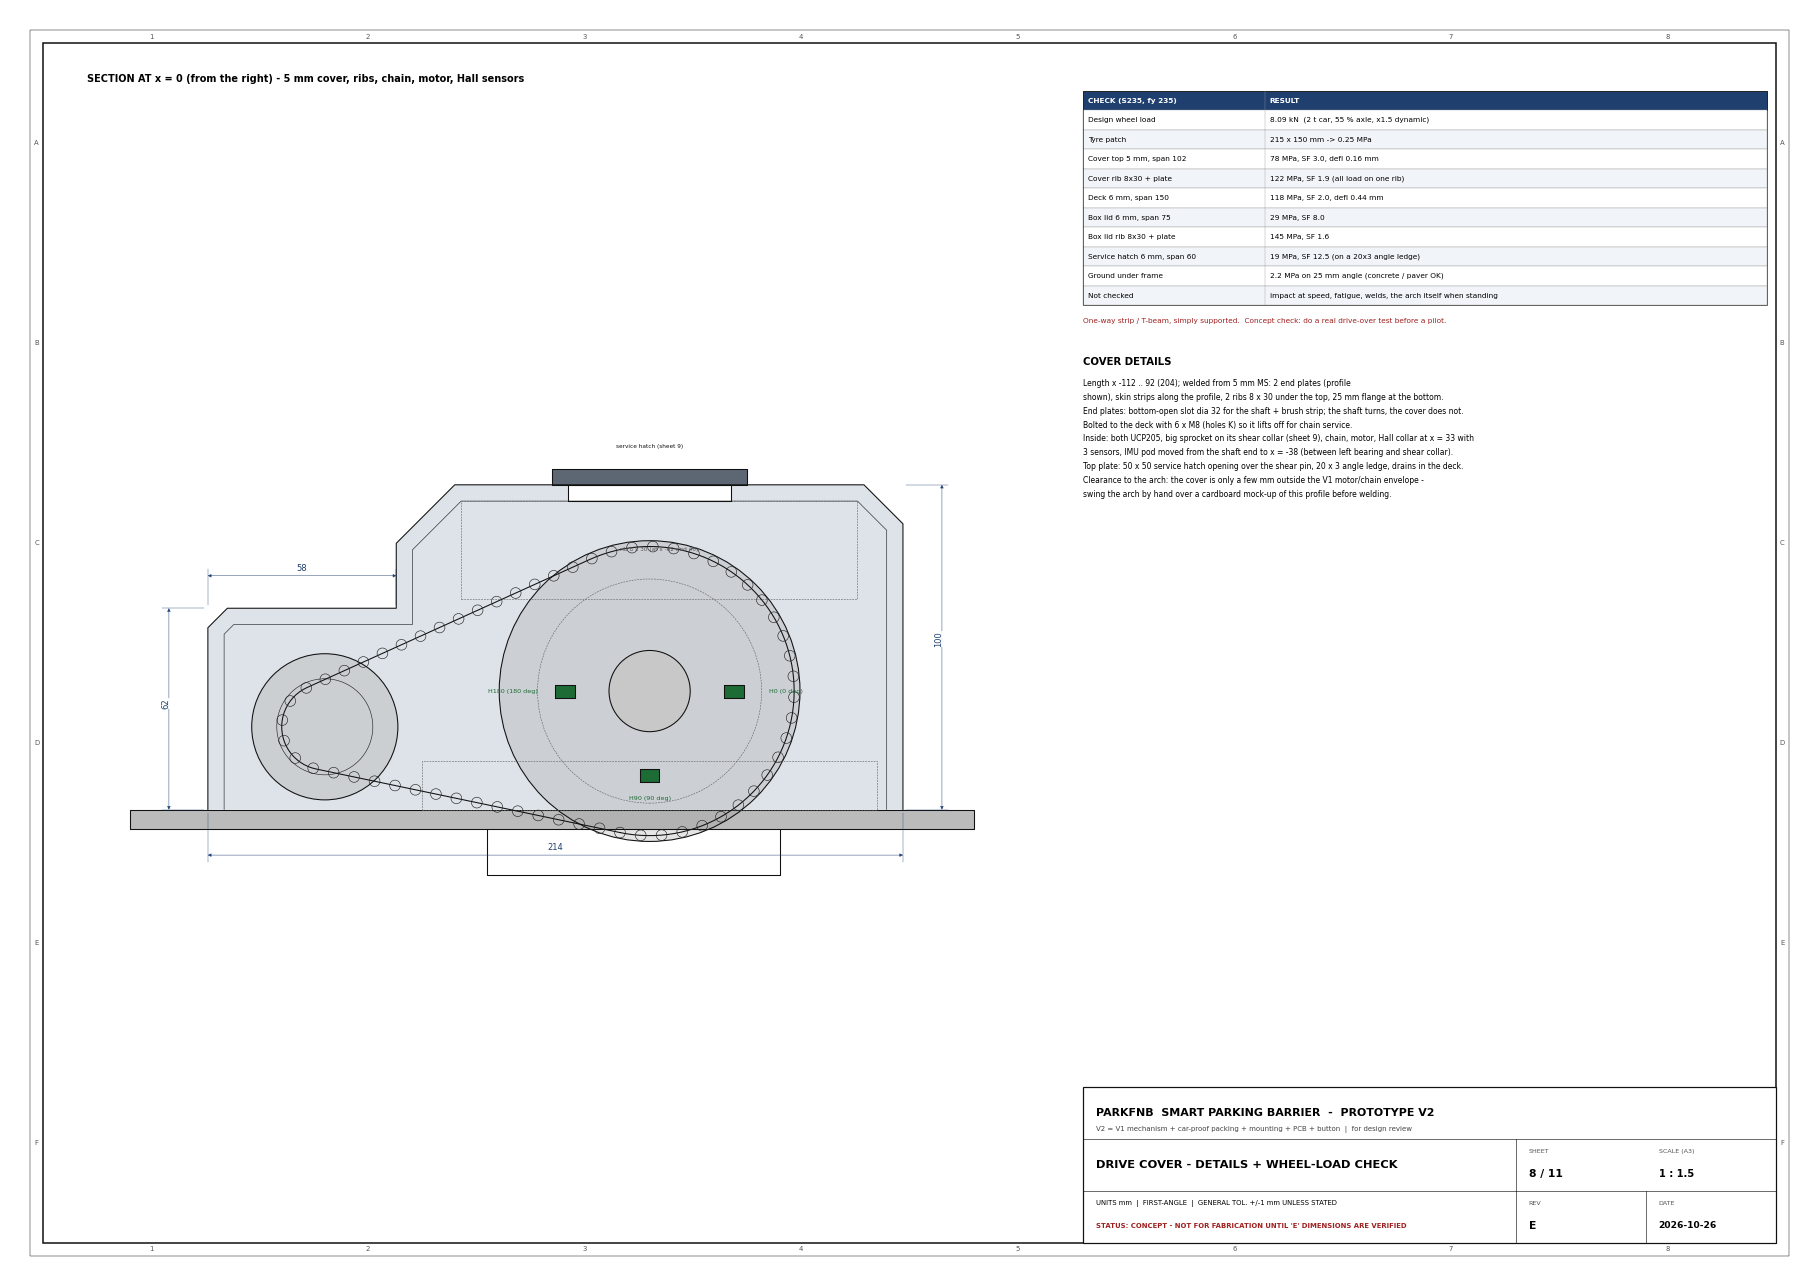 1 2 3 4 5 6 7 8
SECTION AT x = 0 (from the right) - 5 mm cover, ribs, chain, motor, Hall sensors
CHECK (S235, fy 235) RESULT
Design wheel load 8.09 kN (2 t car, 55 % axle, x1.5 dynamic)
Tyre patch 215 x 150 mm -> 0.25 MPa
Cover top 5 mm, span 102 78 MPa, SF 3.0, defl 0.16 mm
Cover rib 8x30 + plate 122 MPa, SF 1.9 (all load on one rib)
Deck 6 mm, span 150 118 MPa, SF 2.0, defl 0.44 mm
Box lid 6 mm, span 75 29 MPa, SF 8.0
Box lid rib 8x30 + plate 145 MPa, SF 1.6
Service hatch 6 mm, span 60 19 MPa, SF 12.5 (on a 20x3 angle ledge)
Ground under frame 2.2 MPa on 25 mm angle (concrete / paver OK)
Not checked impact at speed, fatigue, welds, the arch itself when standing
One-way strip / T-beam, simply supported. Concept check: do a real drive-over test before a pilot.
COVER DETAILS
Length x -112 .. 92 (204); welded from 5 mm MS: 2 end plates (profile
shown), skin strips along the profile, 2 ribs 8 x 30 under the top, 25 mm flange at the bottom.
End plates: bottom-open slot dia 32 for the shaft + brush strip; the shaft turns, the cover does not.
Bolted to the deck with 6 x M8 (holes K) so it lifts off for chain service.
Inside: both UCP205, big sprocket on its shear collar (sheet 9), chain, motor, Hall collar at x = 33 with
3 sensors, IMU pod moved from the shaft end to x = -38 (between left bearing and shear collar).
Top plate: 50 x 50 service hatch opening over the shear pin, 20 x 3 angle ledge, drains in the deck.
Clearance to the arch: the cover is only a few mm outside the V1 motor/chain envelope -
swing the arch by hand over a cardboard mock-up of this profile before welding.
service hatch (sheet 9)
58
100
62
H180 (180 deg)
H0 (0 deg)
H90 (90 deg)
214
A A
B B
C C
D D
E E
F F
PARKFNB SMART PARKING BARRIER - PROTOTYPE V2
V2 = V1 mechanism + car-proof packing + mounting + PCB + button | for design review
DRIVE COVER - DETAILS + WHEEL-LOAD CHECK
SHEET
8 / 11
SCALE (A3)
1 : 1.5
UNITS mm | FIRST-ANGLE | GENERAL TOL. +/-1 mm UNLESS STATED
STATUS: CONCEPT - NOT FOR FABRICATION UNTIL 'E' DIMENSIONS ARE VERIFIED
REV
E
DATE
2026-10-26
1 2 3 4 5 6 7 8